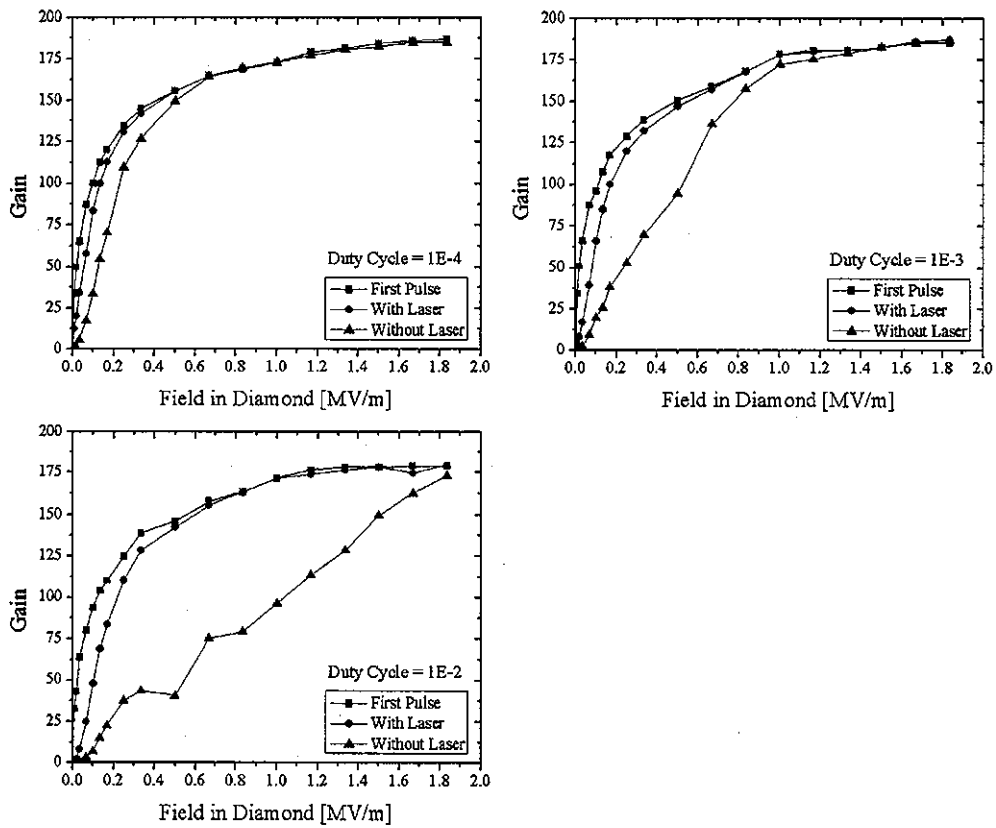 200
175
150
125
100
75
50
25
0
Gain
Duty Cycle = 1E-4
First Pulse
With Laser
Without Laser
0.0 0.2 0.4 0.6 0.8 1.0 1.2 1.4 1.6 1.8 2.0
Field in Diamond [MV/m]
200
175
150
125
100
75
50
25
0
Gain
Duty Cycle = 1E-3
First Pulse
With Laser
Without Laser
0.0 0.2 0.4 0.6 0.8 1.0 1.2 1.4 1.6 1.8 2.0
Field in Diamond [MV/m]
200
175
150
125
100
75
50
25
0
Gain
Duty Cycle = 1E-2
First Pulse
With Laser
Without Laser
0.0 0.2 0.4 0.6 0.8 1.0 1.2 1.4 1.6 1.8 2.0
Field in Diamond [MV/m]